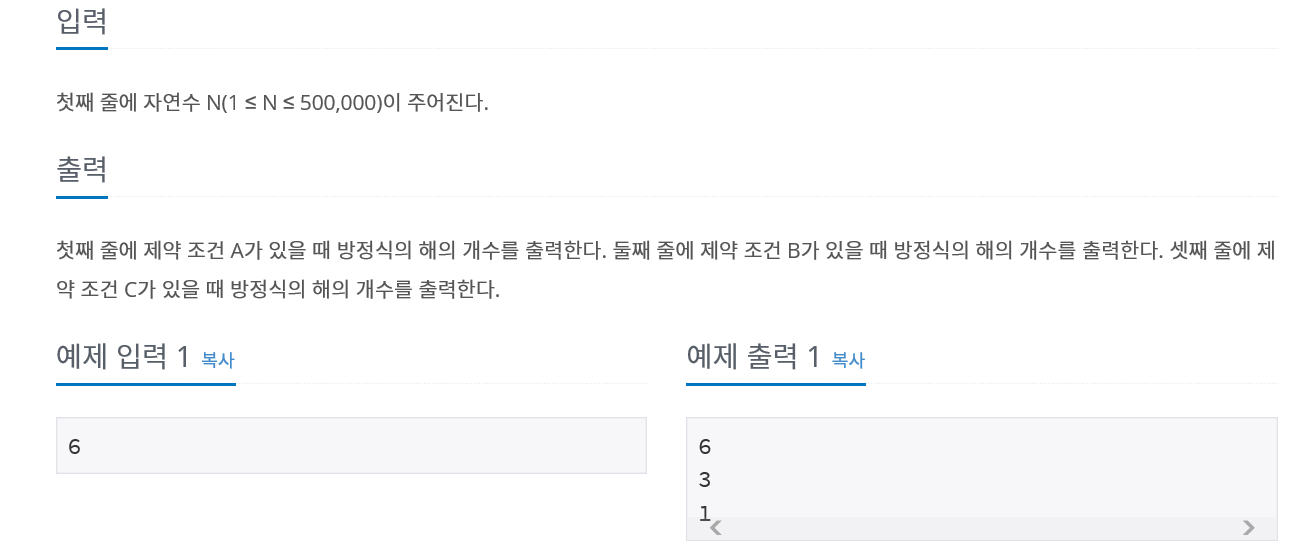 입력
첫째 줄에 자연수 N(1 ≤ N ≤ 500,000)이 주어진다.
출력
첫째 줄에 제약 조건 A가 있을 때 방정식의 해의 개수를 출력한다. 둘째 줄에 제약 조건 B가 있을 때 방정식의 해의 개수를 출력한다. 셋째 줄에 제
약 조건 C가 있을 때 방정식의 해의 개수를 출력한다.
예제 입력 1 복사
6
예제 출력 1 복사
6
3
1